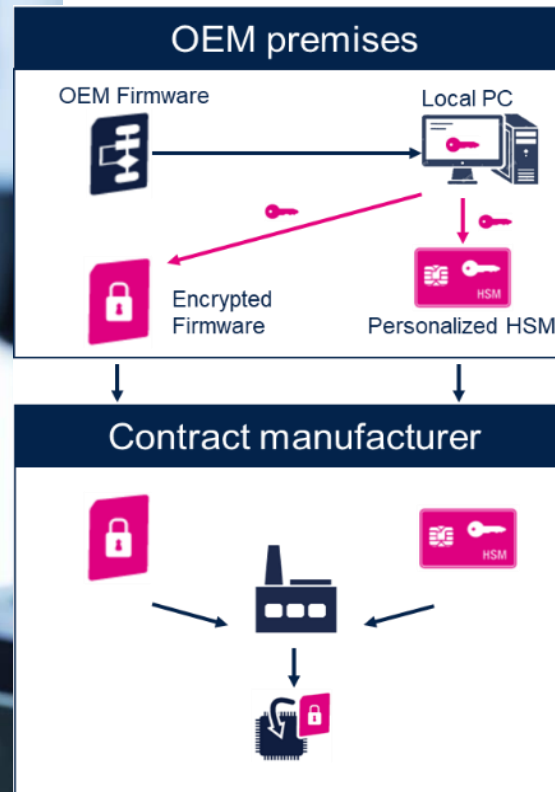 OEM premises
OEM Firmware
Local PC
Encrypted
Firmware
HSM
Personalized HSM
Contract manufacturer
HSM